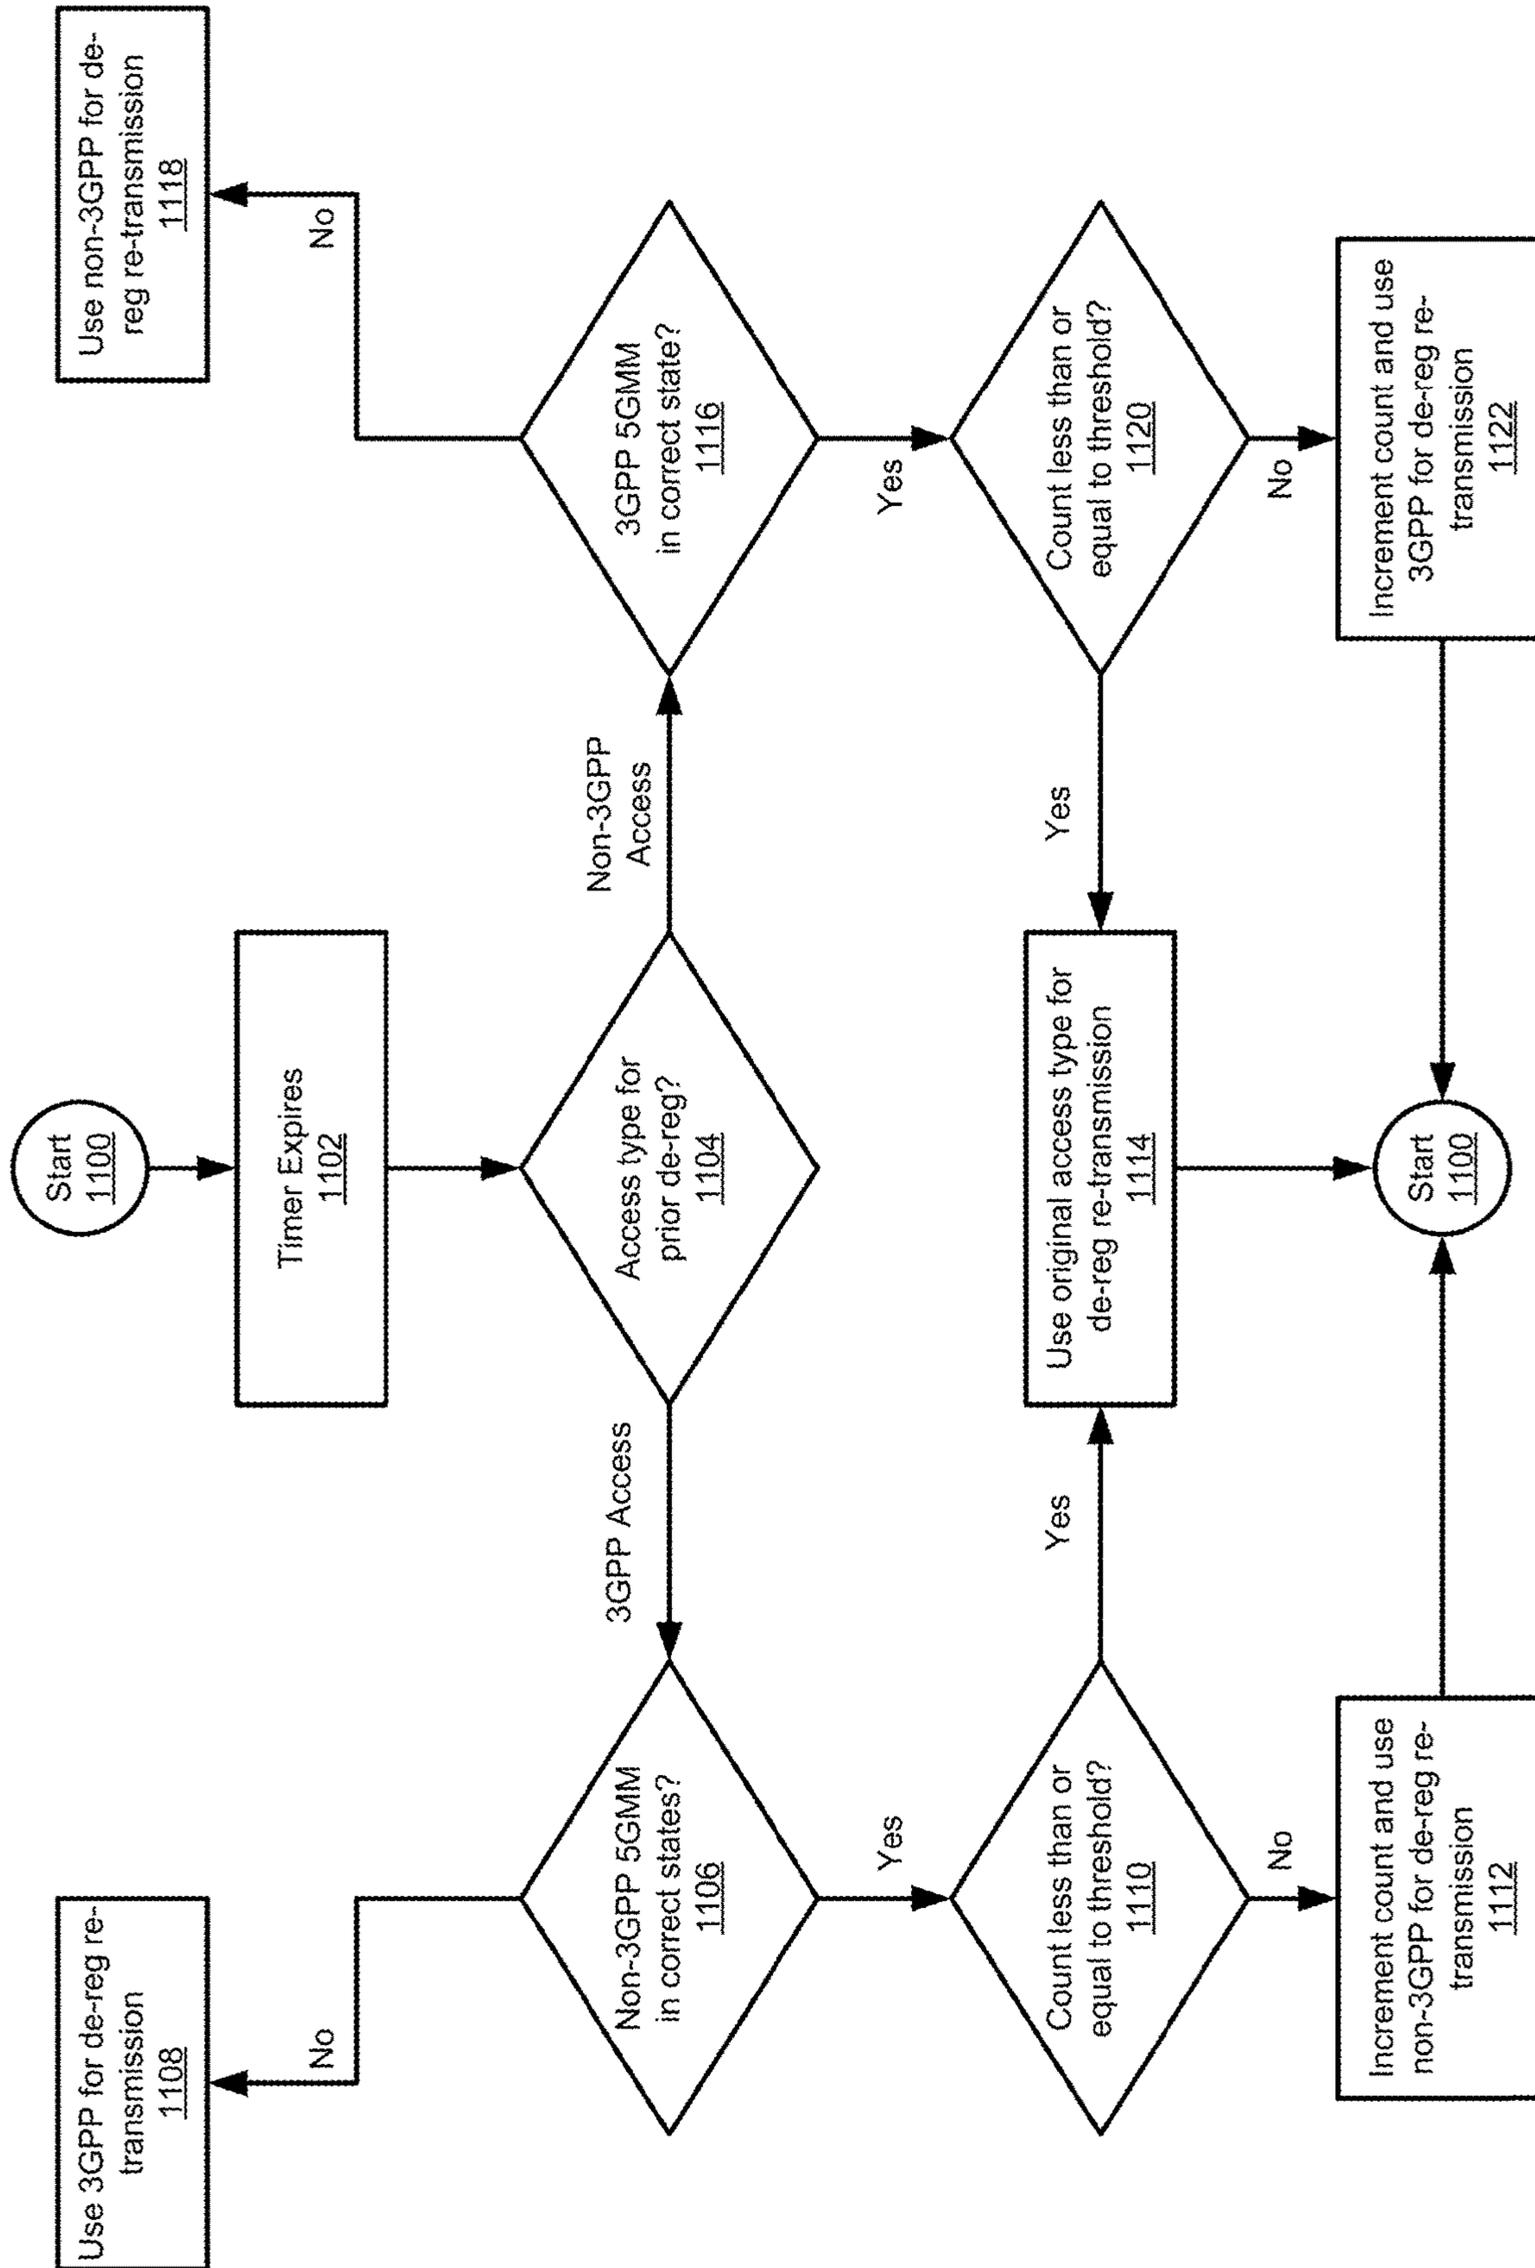 Start
1100
Timer Expires
1102
Access type for
prior de-reg?
1104
3GPP Access
Non-3GPP
Access
Use 3GPP for de-reg re-
transmission
1108
No
Non-3GPP 5GMM
in correct states?
1106
Yes
Count less than or
equal to threshold?
1110
Yes
No
Increment count and use
non-3GPP for de-reg re-
transmission
1112
Use original access type for
de-reg re-transmission
1114
Use non-3GPP for de-
reg re-transmission
1118
No
3GPP 5GMM
in correct state?
1116
Yes
Count less than or
equal to threshold?
1120
Yes
No
Increment count and use
3GPP for de-reg re-
transmission
1122
Start
1100